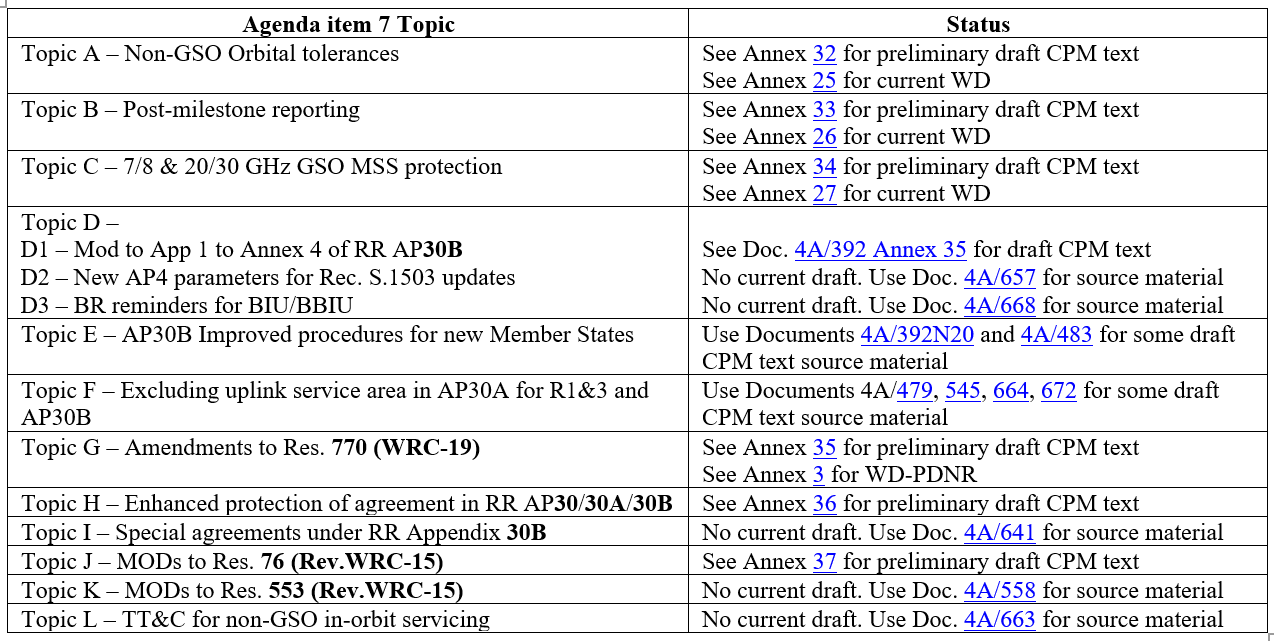 Agenda item 7 Topic
Status
Topic A – Non-GSO Orbital tolerances
See Annex 32 for preliminary draft CPM text
See Annex 25 for current WD
Topic B – Post-milestone reporting
See Annex 33 for preliminary draft CPM text
See Annex 26 for current WD
Topic C – 7/8 & 20/30 GHz GSO MSS protection
See Annex 34 for preliminary draft CPM text
See Annex 27 for current WD
Topic D –
D1 – Mod to App 1 to Annex 4 of RR AP30B
See Doc. 4A/392 Annex 35 for draft CPM text
D2 – New AP4 parameters for Rec. S.1503 updates
No current draft. Use Doc. 4A/657 for source material
D3 – BR reminders for BIU/BBIU
No current draft. Use Doc. 4A/668 for source material
Topic E – AP30B Improved procedures for new Member States
Use Documents 4A/392N20 and 4A/483 for some draft
CPM text source material
Topic F – Excluding uplink service area in AP30A for R1&3 and
AP30B
Use Documents 4A/479, 545, 664, 672 for some draft
CPM text source material
Topic G – Amendments to Res. 770 (WRC-19)
See Annex 35 for preliminary draft CPM text
See Annex 3 for WD-PDNR
Topic H – Enhanced protection of agreement in RR AP30/30A/30B
See Annex 36 for preliminary draft CPM text
Topic I – Special agreements under RR Appendix 30B
No current draft. Use Doc. 4A/641 for source material
Topic J – MODs to Res. 76 (Rev.WRC-15)
See Annex 37 for preliminary draft CPM text
Topic K – MODs to Res. 553 (Rev.WRC-15)
No current draft. Use Doc. 4A/558 for source material
Topic L – TT&C for non-GSO in-orbit servicing
No current draft. Use Doc. 4A/663 for source material